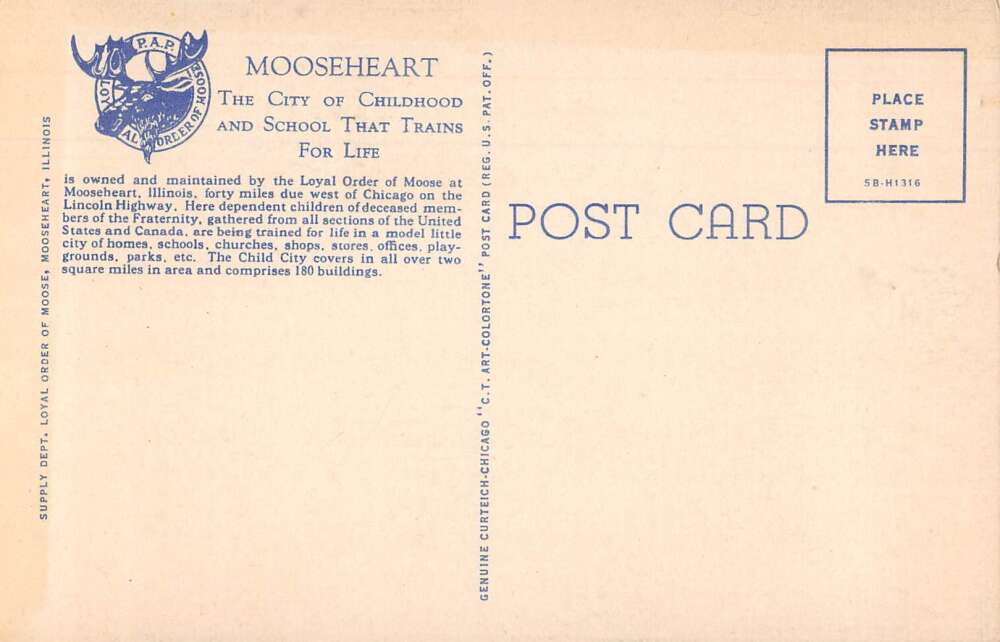 P.A.P.
LOYAL ORDER OF MOOSE
MOOSEHEART
THE CITY OF CHILDHOOD
AND SCHOOL THAT TRAINS
FOR LIFE
is owned and maintained by the Loyal Order of Moose at
Mooseheart, Illinois, forty miles due west of Chicago on the
Lincoln Highway. Here dependent children of deceased mem-
bers of the Fraternity, gathered from all sections of the United
States and Canada, are being trained for life in a model little
city of homes, schools, churches, shops, stores, offices, play-
grounds, parks, etc. The Child City covers in all over two
square miles in area and comprises 180 buildings.
SUPPLY DEPT. LOYAL ORDER OF MOOSE, MOOSEHEART, ILLINOIS
GENUINE CURTEICH-CHICAGO "C.T. ART-COLORTONE" POST CARD (REG. U.S. PAT. OFF.)
POST CARD
PLACE
STAMP
HERE
5B-H1316